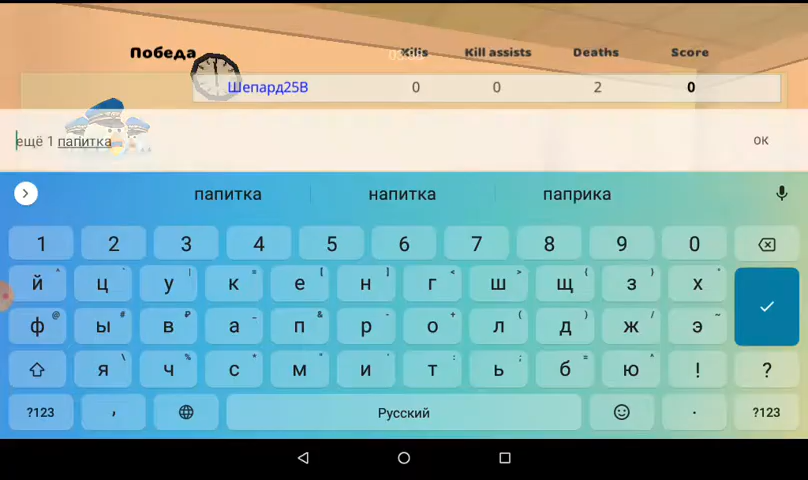 Победа Kills Kill assists Deaths Score
Шепард25В 0 0 2 0
ещё 1 папитка ОК
папитка напитка паприка
1 2 3 4 5 6 7 8 9 0
й ц у к е н г ш щ з х
ф ы в а п р о л д ж э
я ч с м и т ь б ю ! ?
?123 , Русский . ?123